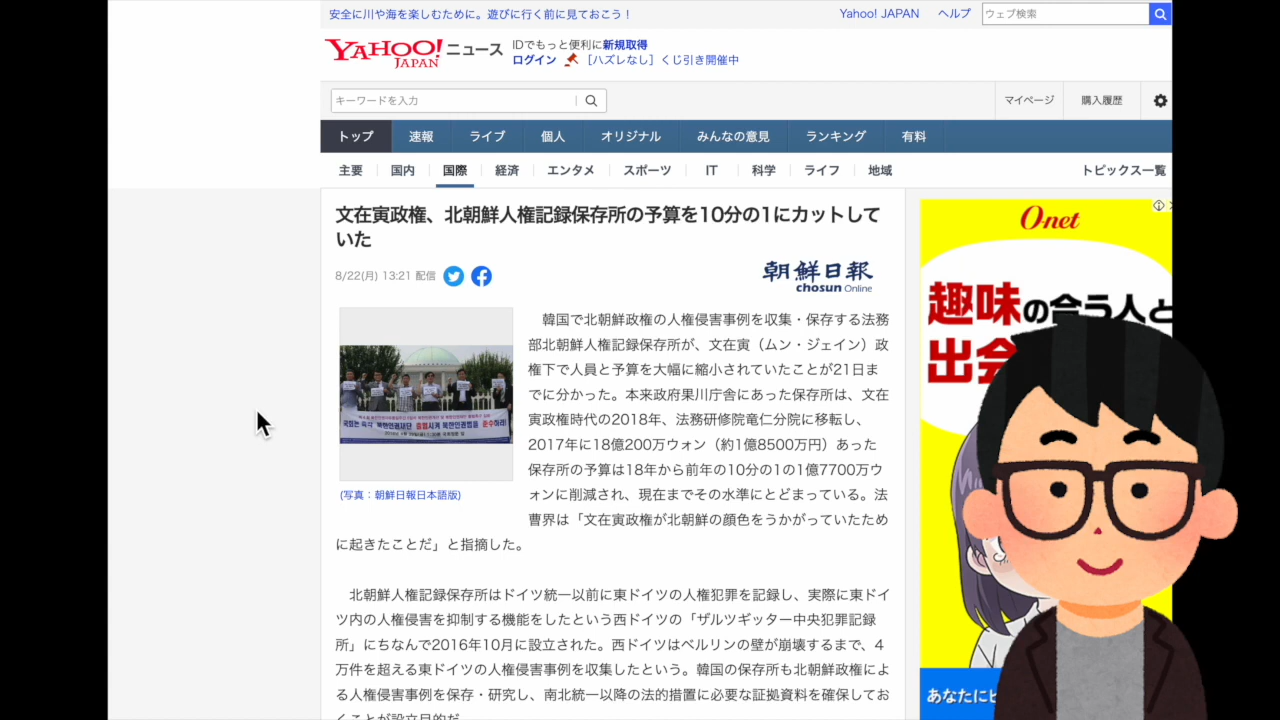 安全に川や海を楽しむために。遊びに行く前に見ておこう！
Yahoo! JAPAN
ヘルプ
ウェブ検索
YAHOO! JAPAN ニュース
IDでもっと便利に新規取得
ログイン
［ハズレなし］くじ引き開催中
キーワードを入力
マイページ
購入履歴
トップ 速報 ライブ 個人 オリジナル みんなの意見 ランキング 有料
主要 国内 国際 経済 エンタメ スポーツ IT 科学 ライフ 地域 トピックス一覧
文在寅政権、北朝鮮人権記録保存所の予算を10分の1にカットして
いた
8/22(月) 13:21 配信
朝鮮日報
chosun Online
(写真：朝鮮日報日本語版)
韓国で北朝鮮政権の人権侵害事例を収集・保存する法務
部北朝鮮人権記録保存所が、文在寅（ムン・ジェイン）政
権下で人員と予算を大幅に縮小されていたことが21日ま
でに分かった。本来政府果川庁舎にあった保存所は、文在
寅政権時代の2018年、法務研修院竜仁分院に移転し、
2017年に18億200万ウォン（約1億8500万円）あった
保存所の予算は18年から前年の10分の1の1億7700万ウ
ォンに削減され、現在までその水準にとどまっている。法
曹界は「文在寅政権が北朝鮮の顔色をうかがっていたため
に起きたことだ」と指摘した。
北朝鮮人権記録保存所はドイツ統一以前に東ドイツの人権犯罪を記録し、実際に東ドイ
ツ内の人権侵害を抑制する機能をしたという西ドイツの「ザルツギッター中央犯罪記録
所」にちなんで2016年10月に設立された。西ドイツはベルリンの壁が崩壊するまで、4
万件を超える東ドイツの人権侵害事例を収集したという。韓国の保存所も北朝鮮政権によ
る人権侵害事例を保存・研究し、南北統一以降の法的措置に必要な証拠資料を確保してお
くことが設立目的だ
O-net
趣味の合う人と
出会
あなたにピ